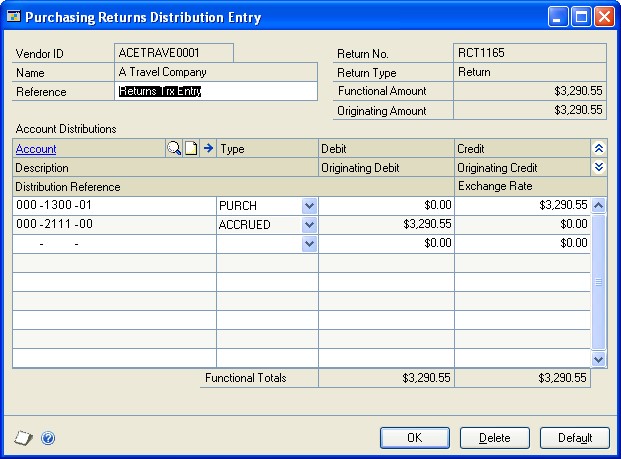 Purchasing Returns Distribution Entry
Vendor ID ACETRAVE0001 Return No. RCT1165
Name A Travel Company Return Type Return
Reference Returns Trx Entry Functional Amount $3,290.55
Originating Amount $3,290.55
Account Distributions
Account Type Debit Credit
Description Originating Debit Originating Credit
Distribution Reference Exchange Rate
000 -1300 -01 PURCH $0.00 $3,290.55
000 -2111 -00 ACCRUED $3,290.55 $0.00
- - $0.00 $0.00
Functional Totals $3,290.55 $3,290.55
OK Delete Default